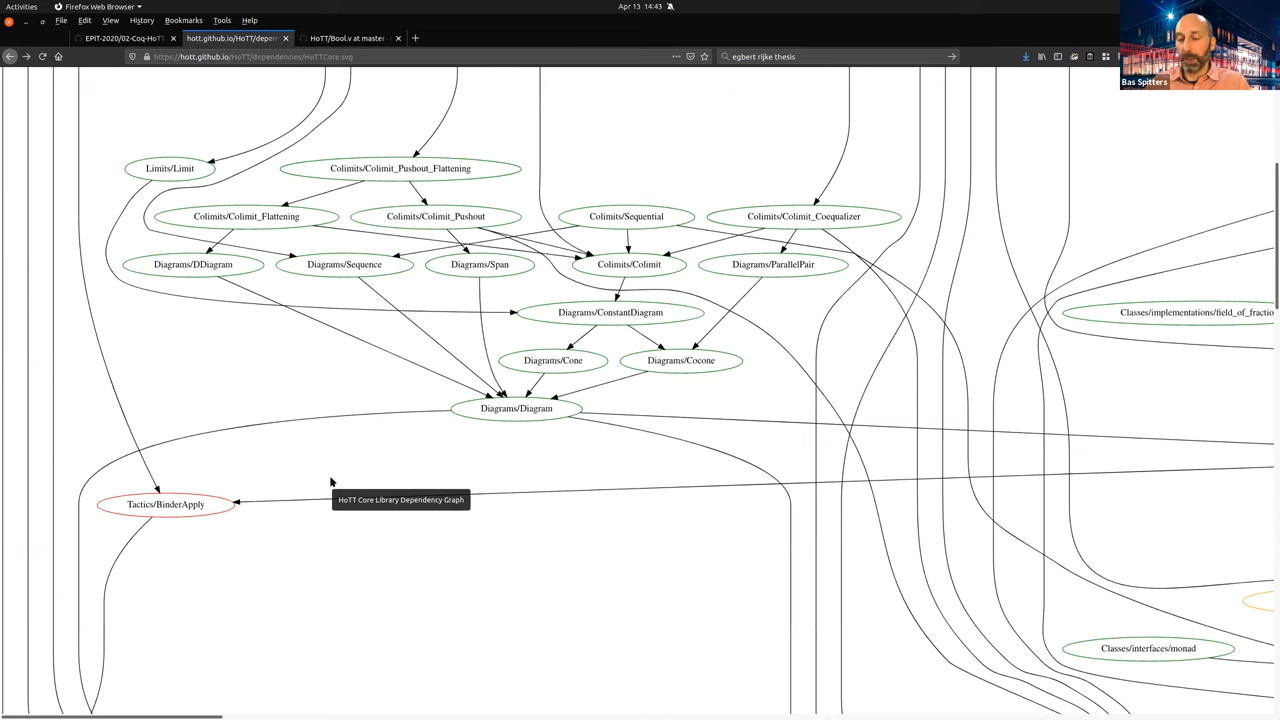 Activities
Firefox Web Browser
Apr 13 14:43
File Edit View History Bookmarks Tools Help
EPIT-2020/02-Coq-HoTT
hott.github.io/HoTT/depen
HoTT/Bool.v at master
https://hott.github.io/HoTT/dependencies/HoTTCore.svg
egbert rijke thesis
Bas Spitters
Limits/Limit
Colimits/Colimit_Pushout_Flattening
Colimits/Colimit_Flattening
Colimits/Colimit_Pushout
Colimits/Sequential
Colimits/Colimit_Coequalizer
Diagrams/DDiagram
Diagrams/Sequence
Diagrams/Span
Colimits/Colimit
Diagrams/ParallelPair
Diagrams/ConstantDiagram
Classes/implementations/field_of_fractio
Diagrams/Cone
Diagrams/Cocone
Diagrams/Diagram
HoTT Core Library Dependency Graph
Tactics/BinderApply
Classes/interfaces/monad